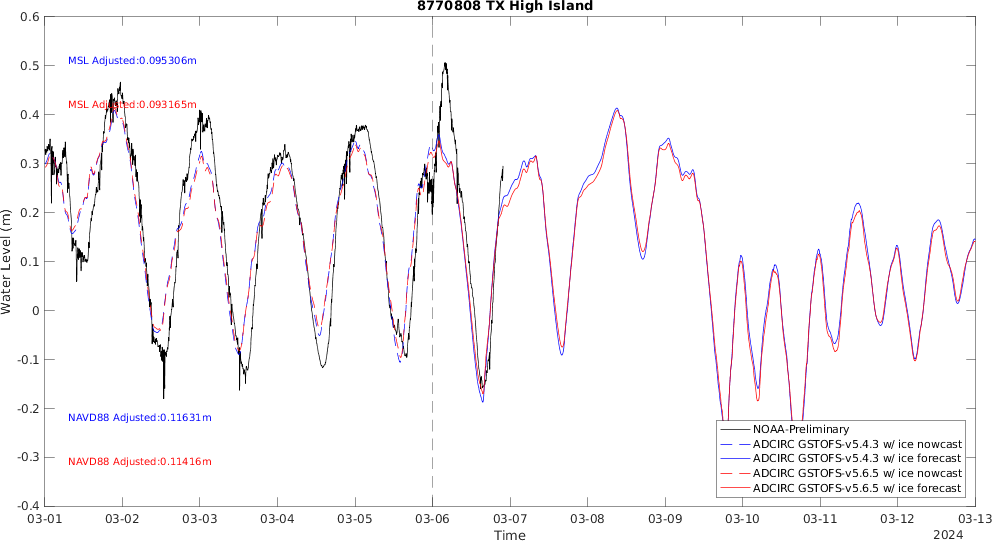 8770808 TX High Island
0.6
0.5
0.4
0.3
0.2
0.1
0
-0.1
-0.2
-0.3
-0.4
Water Level (m)
MSL Adjusted:0.095306m
MSL Adjusted:0.093165m
NAVD88 Adjusted:0.11631m
NAVD88 Adjusted:0.11416m
NOAA-Preliminary
ADCIRC GSTOFS-v5.4.3 w/ ice nowcast
ADCIRC GSTOFS-v5.4.3 w/ ice forecast
ADCIRC GSTOFS-v5.6.5 w/ ice nowcast
ADCIRC GSTOFS-v5.6.5 w/ ice forecast
03-01 03-02 03-03 03-04 03-05 03-06 03-07 03-08 03-09 03-10 03-11 03-12 03-13
Time
2024